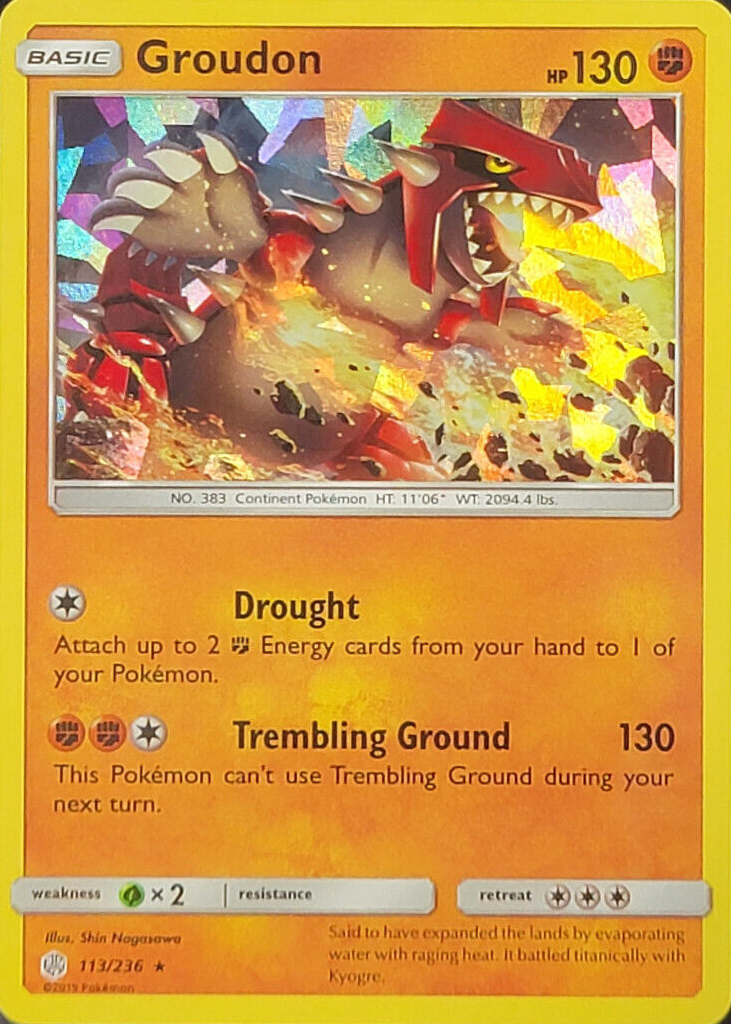 BASIC Groudon HP 130
NO. 383 Continent Pokémon HT: 11'06" WT: 2094.4 lbs.
Drought
Attach up to 2 Energy cards from your hand to 1 of
your Pokémon.
Trembling Ground 130
This Pokémon can't use Trembling Ground during your
next turn.
weakness ×2 resistance retreat
Illus. Shin Nagasawa
113/236 ★
©2019 Pokémon
Said to have expanded the lands by evaporating
water with raging heat. It battled titanically with
Kyogre.